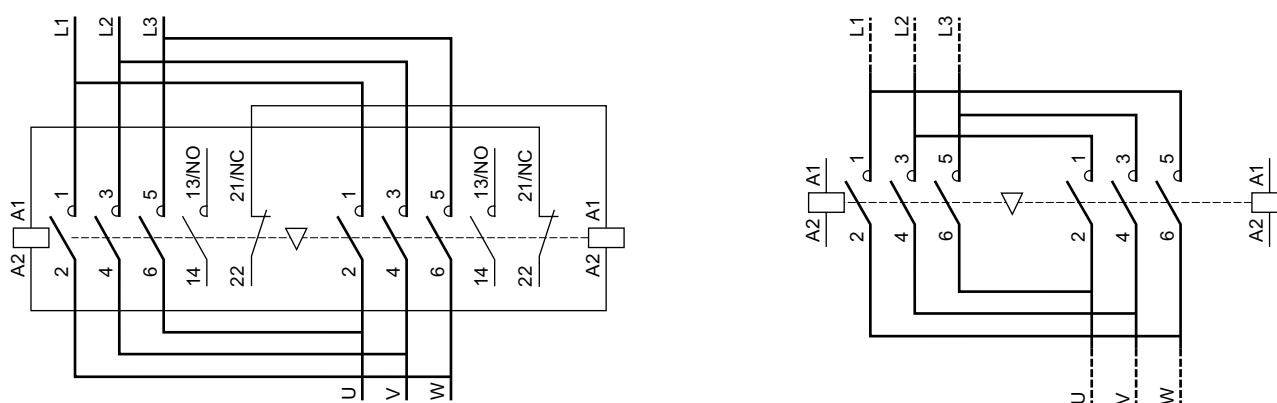 L1 L2 L3
A1 1 3 5 13/NO 21/NC 1 3 5 13/NO 21/NC A1
A2 2 4 6 14 22 2 4 6 14 22 A2
U V W
L1 L2 L3
A1 1 3 5 1 3 5 A1
A2 2 4 6 2 4 6 A2
U V W